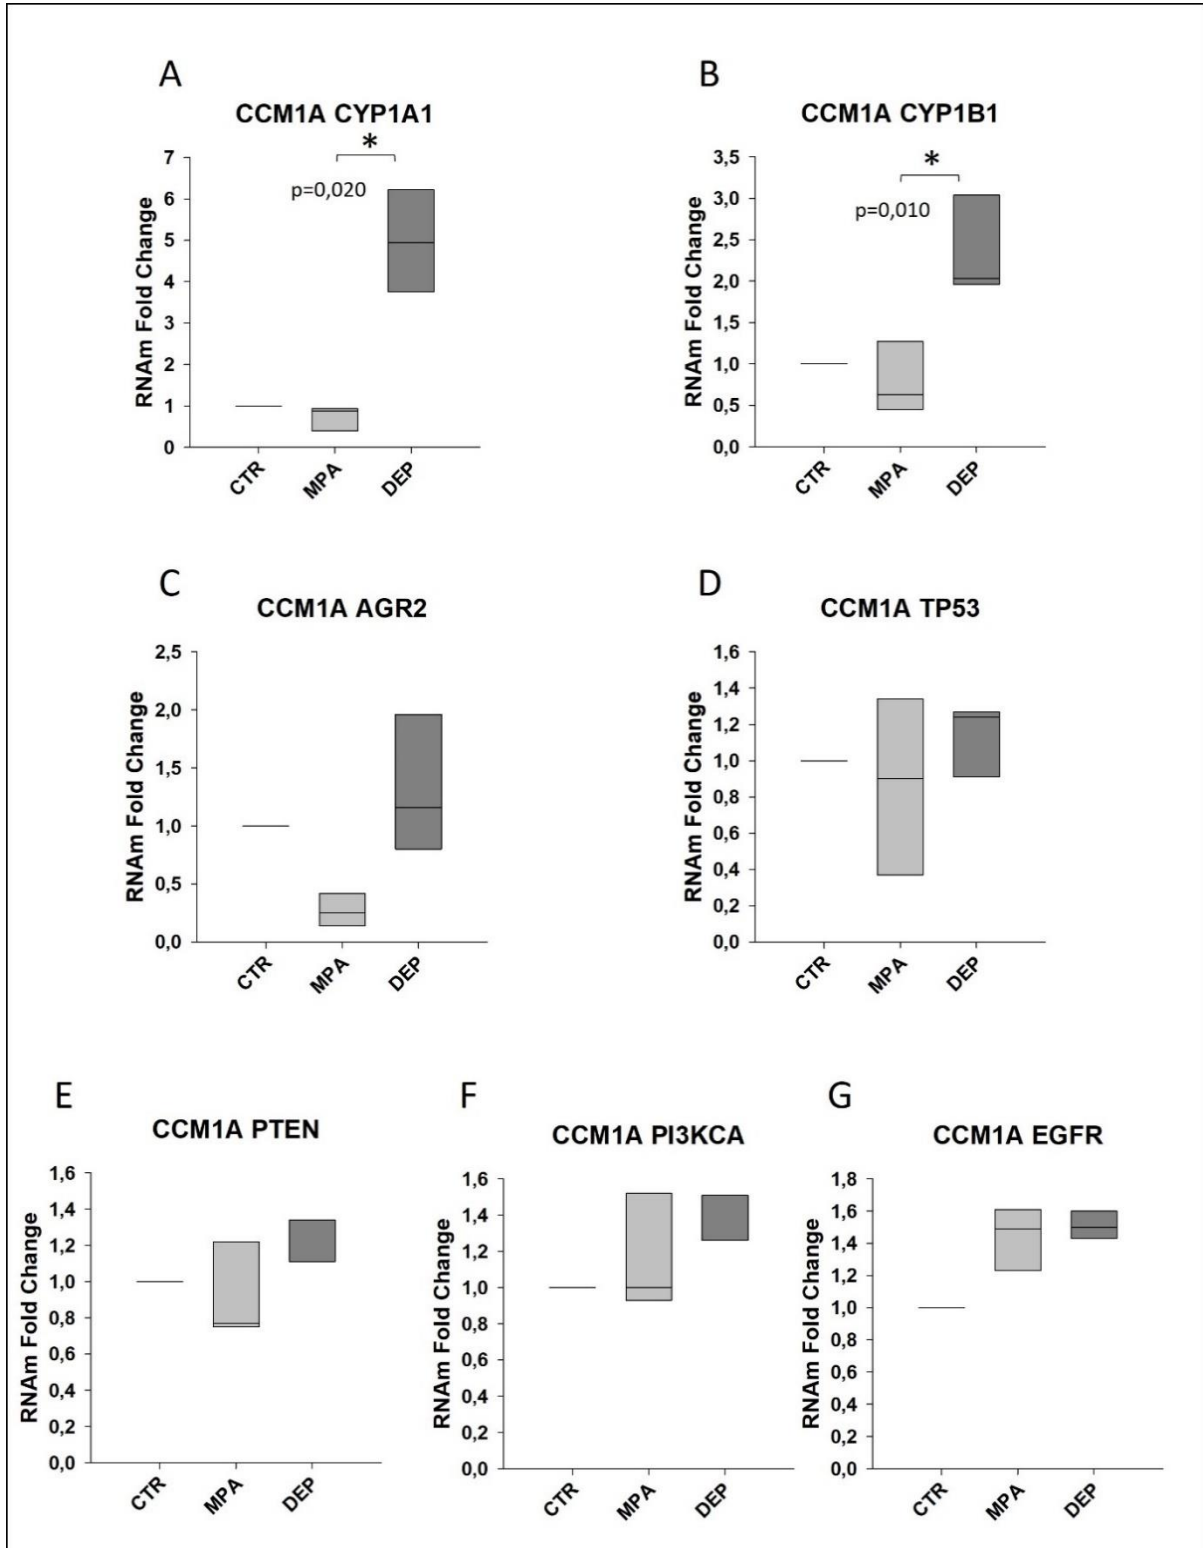 A
CCM1A CYP1A1
RNAm Fold Change
7
6
5
4
3
2
1
0
*
p=0,020
CTR
MPA
DEP
B
CCM1A CYP1B1
RNAm Fold Change
3,5
3,0
2,5
2,0
1,5
1,0
0,5
0,0
*
p=0,010
CTR
MPA
DEP
C
CCM1A AGR2
RNAm Fold Change
2,5
2,0
1,5
1,0
0,5
0,0
CTR
MPA
DEP
D
CCM1A TP53
RNAm Fold Change
1,6
1,4
1,2
1,0
0,8
0,6
0,4
0,2
0,0
CTR
MPA
DEP
E
CCM1A PTEN
RNAm Fold Change
1,6
1,4
1,2
1,0
0,8
0,6
0,4
0,2
0,0
CTR
MPA
DEP
F
CCM1A PI3KCA
RNAm Fold Change
1,6
1,4
1,2
1,0
0,8
0,6
0,4
0,2
0,0
CTR
MPA
DEP
G
CCM1A EGFR
RNAm Fold Change
1,8
1,6
1,4
1,2
1,0
0,8
0,6
0,4
0,2
0,0
CTR
MPA
DEP